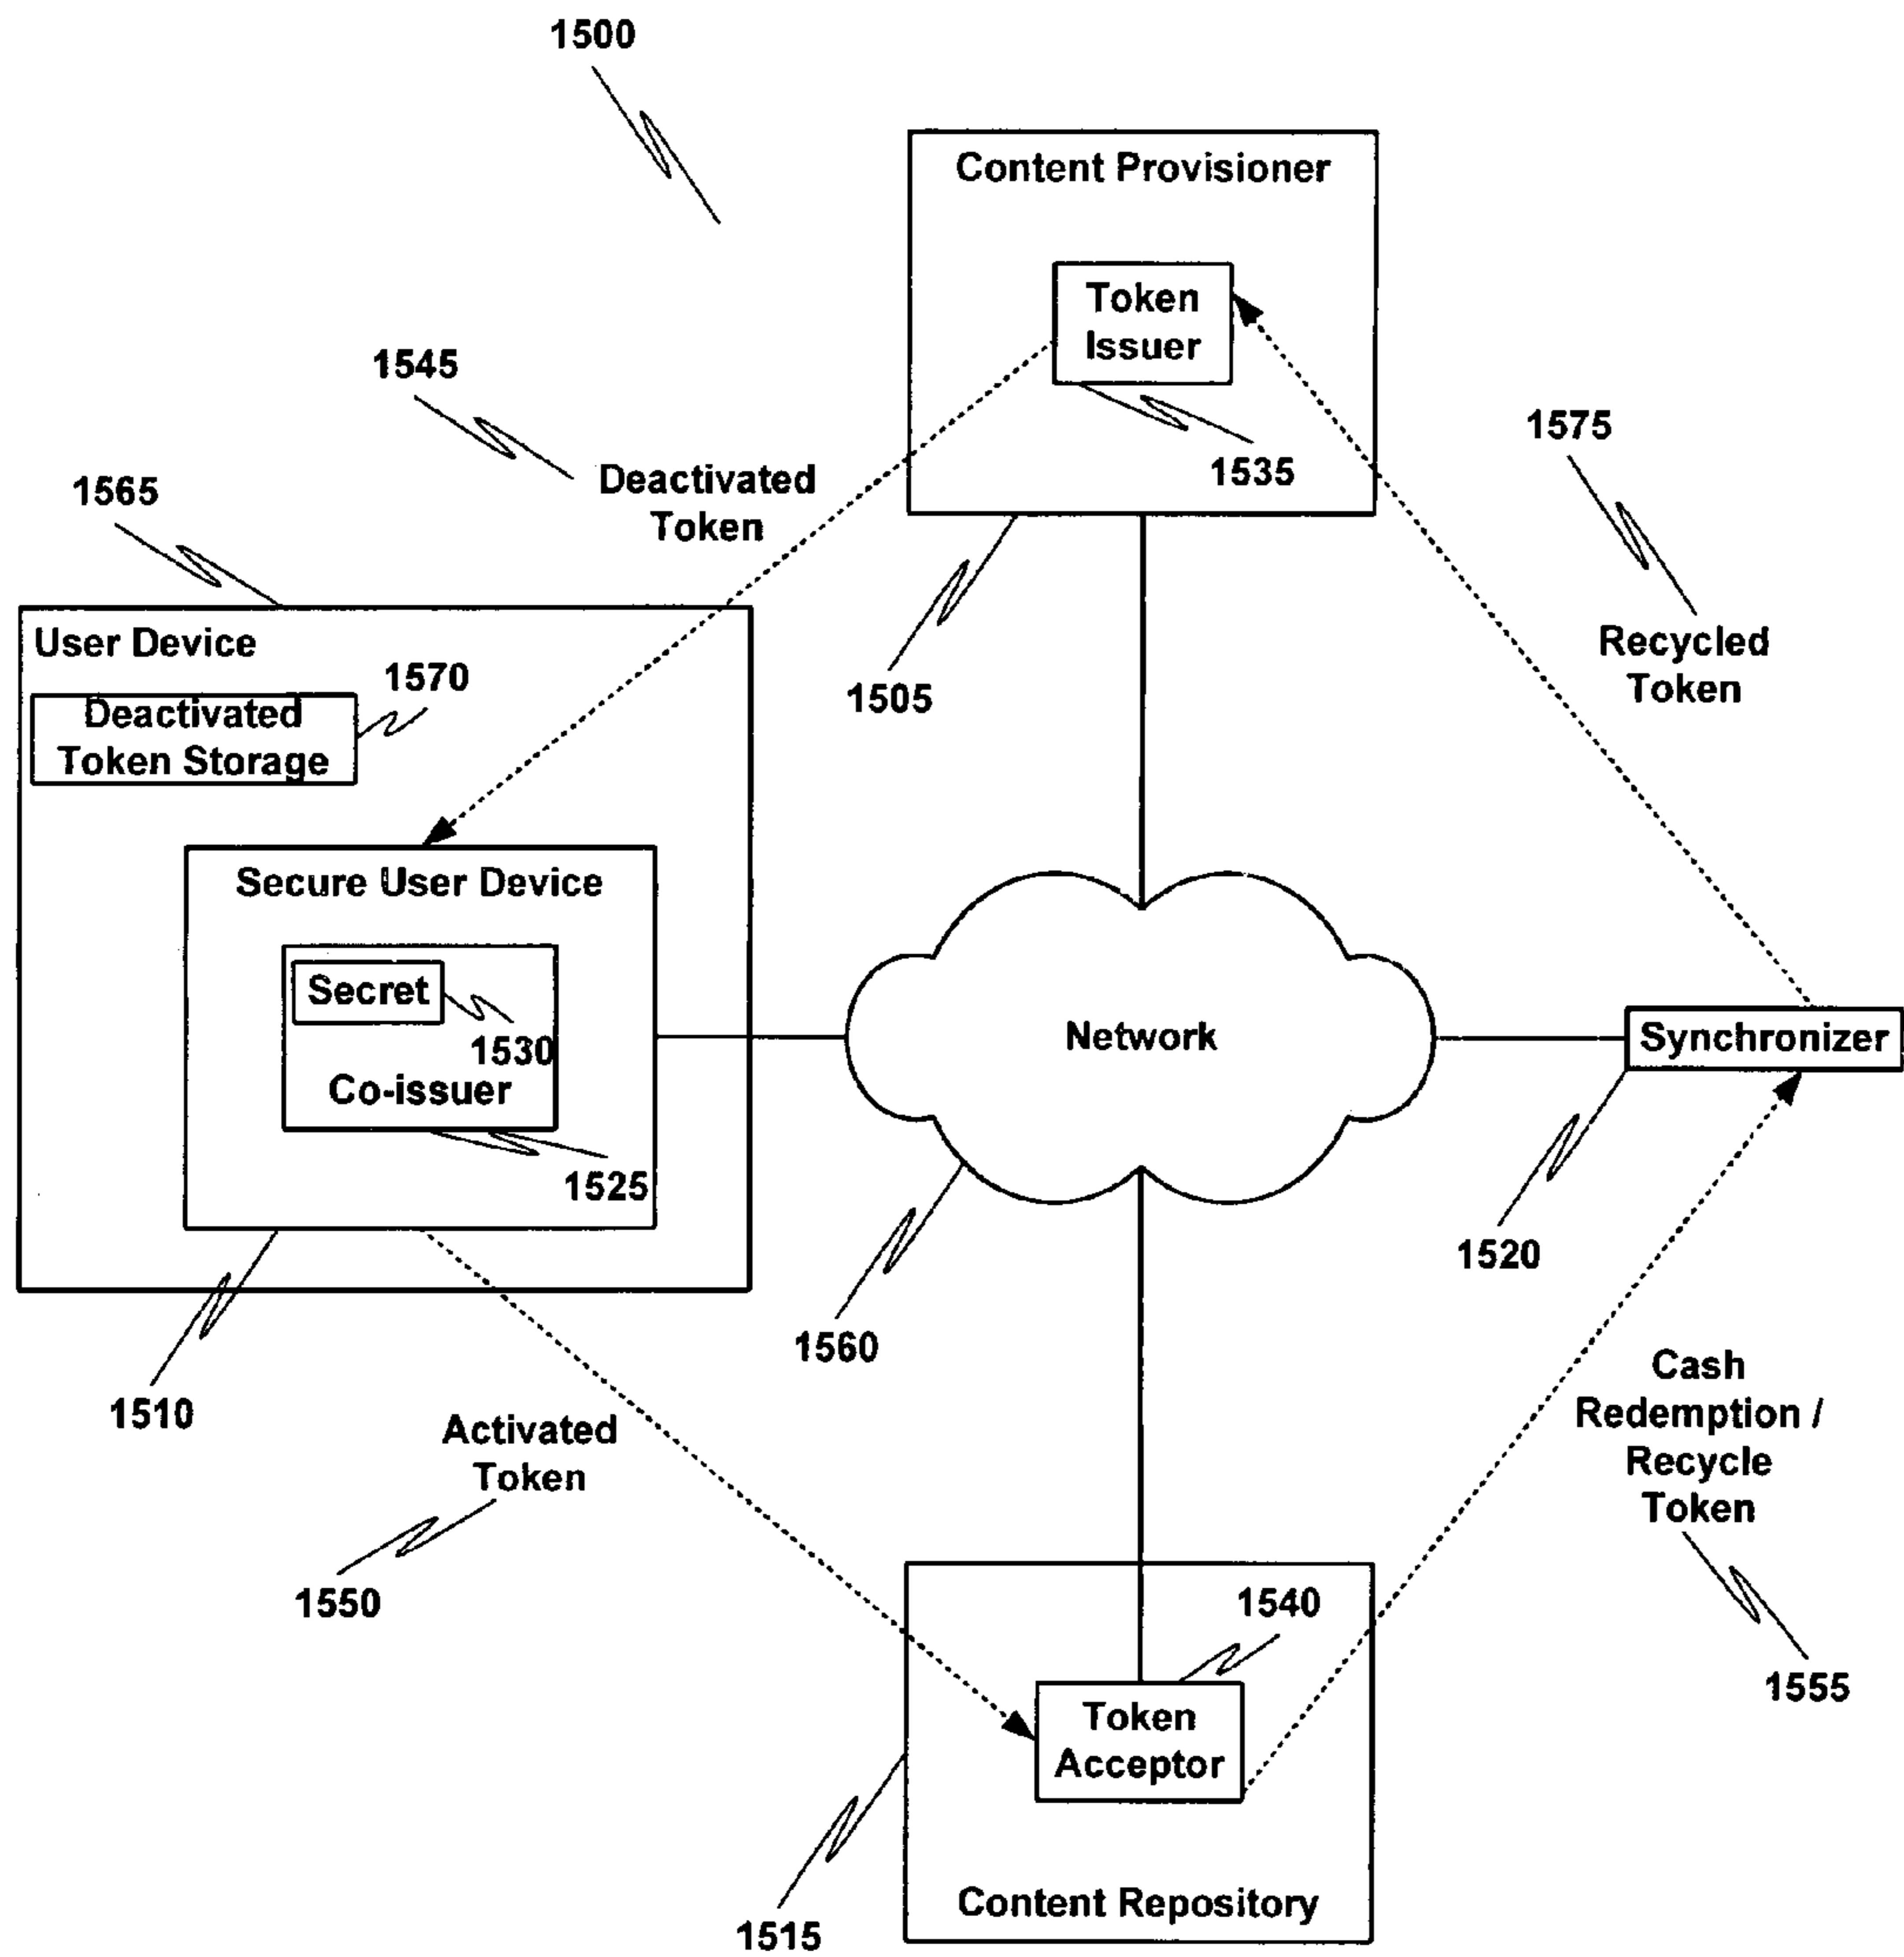 1500
Content Provisioner
Token
Issuer
1535
1545
Deactivated
Token
1575
Recycled
Token
1505
1565
User Device
1570
Deactivated
Token Storage
Secure User Device
Secret
1530
Co-issuer
1525
1510
Network
1560
Synchronizer
1520
Activated
Token
1550
Cash
Redemption /
Recycle
Token
1555
1540
Token
Acceptor
Content Repository
1515